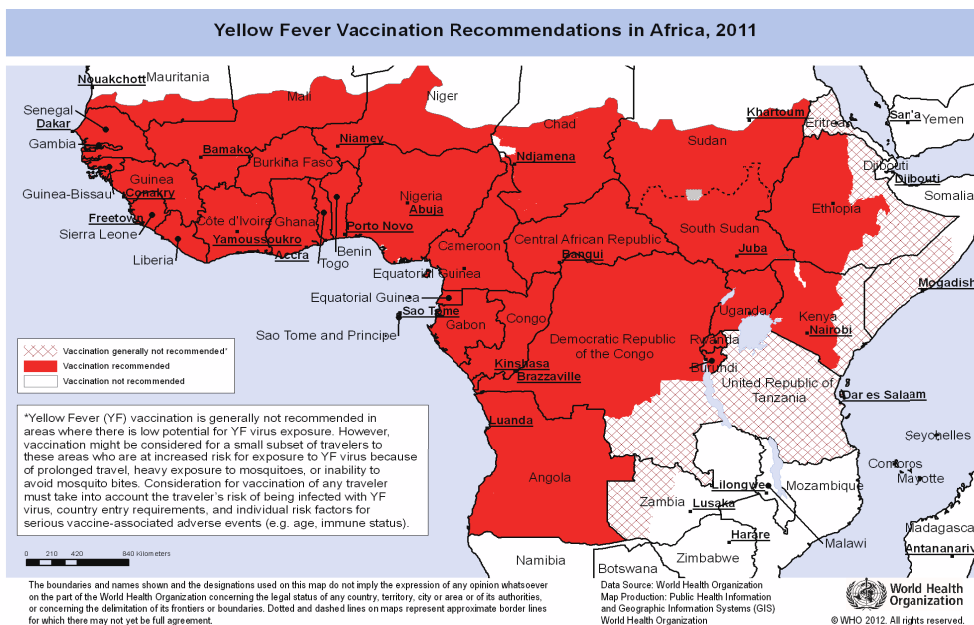 Yellow Fever Vaccination Recommendations in Africa, 2011
Nouakchott
Mauritania
Mali
Niger
Chad
Sudan
Khartoum
Eritrea
San'a
Yemen
Senegal
Dakar
Gambia
Guinea-Bissau
Guinea
Conakry
Freetown
Sierra Leone
Liberia
Bamako
Burkina Faso
Niamey
Côte d'Ivoire
Yamoussoukro
Ghana
Accra
Togo
Benin
Porto Novo
Nigeria
Abuja
Ndjamena
Cameroon
Central African Republic
Bangui
South Sudan
Juba
Ethiopia
Djibouti
Djibouti
Somalia
Mogadish
Equatorial Guinea
Equatorial Guinea
Sao Tome
Sao Tome and Principe
Gabon
Congo
Democratic Republic
of the Congo
Uganda
Kenya
Nairobi
Rwanda
Burundi
United Republic of
Tanzania
Dar es Salaam
Kinshasa
Brazzaville
Luanda
Angola
Zambia
Lusaka
Lilongwe
Malawi
Mozambique
Harare
Zimbabwe
Botswana
Namibia
Seychelles
Comoros
Mayotte
Madagasca
Antananariv
Vaccination generally not recommended*
Vaccination recommended
Vaccination not recommended
*Yellow Fever (YF) vaccination is generally not recommended in
areas where there is low potential for YF virus exposure. However,
vaccination might be considered for a small subset of travelers to
these areas who are at increased risk for exposure to YF virus because
of prolonged travel, heavy exposure to mosquitoes, or inability to
avoid mosquito bites. Consideration for vaccination of any traveler
must take into account the traveler's risk of being infected with YF
virus, country entry requirements, and individual risk factors for
serious vaccine-associated adverse events (e.g. age, immune status).
0 210 420 840 Kilometers
The boundaries and names shown and the designations used on this map do not imply the expression of any opinion whatsoever
on the part of the World Health Organization concerning the legal status of any country, territory, city or area or of its authorities,
or concerning the delimitation of its frontiers or boundaries. Dotted and dashed lines on maps represent approximate border lines
for which there may not yet be full agreement.
Data Source: World Health Organization
Map Production: Public Health Information
and Geographic Information Systems (GIS)
World Health Organization
World Health
Organization
© WHO 2012. All rights reserved.